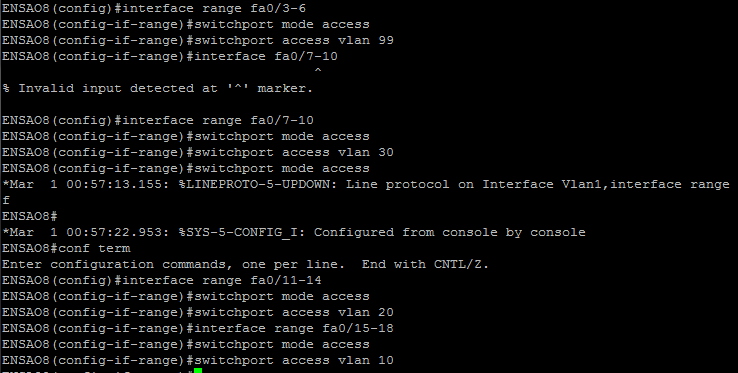 ENSAO8(config)#interface range fa0/3-6
ENSAO8(config-if-range)#switchport mode access
ENSAO8(config-if-range)#switchport access vlan 99
ENSAO8(config-if-range)#interface fa0/7-10
^
% Invalid input detected at '^' marker.
ENSAO8(config)#interface range fa0/7-10
ENSAO8(config-if-range)#switchport mode access
ENSAO8(config-if-range)#switchport access vlan 30
ENSAO8(config-if-range)#switchport mode access
*Mar  1 00:57:13.155: %LINEPROTO-5-UPDOWN: Line protocol on Interface Vlan1,interface range
f
ENSAO8#
*Mar  1 00:57:22.953: %SYS-5-CONFIG_I: Configured from console by console
ENSAO8#conf term
Enter configuration commands, one per line.  End with CNTL/Z.
ENSAO8(config)#interface range fa0/11-14
ENSAO8(config-if-range)#switchport mode access
ENSAO8(config-if-range)#switchport access vlan 20
ENSAO8(config-if-range)#interface range fa0/15-18
ENSAO8(config-if-range)#switchport mode access
ENSAO8(config-if-range)#switchport access vlan 10